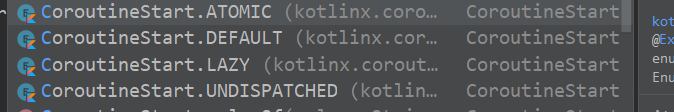 CoroutineStart.ATOMIC (kotlinx.coro… CoroutineStart
CoroutineStart.DEFAULT (kotlinx.cor… CoroutineStart
CoroutineStart.LAZY (kotlinx.corout… CoroutineStart
CoroutineStart.UNDISPATCHED (kotlin… CoroutineStart
kot
@Ex
enu
Enu